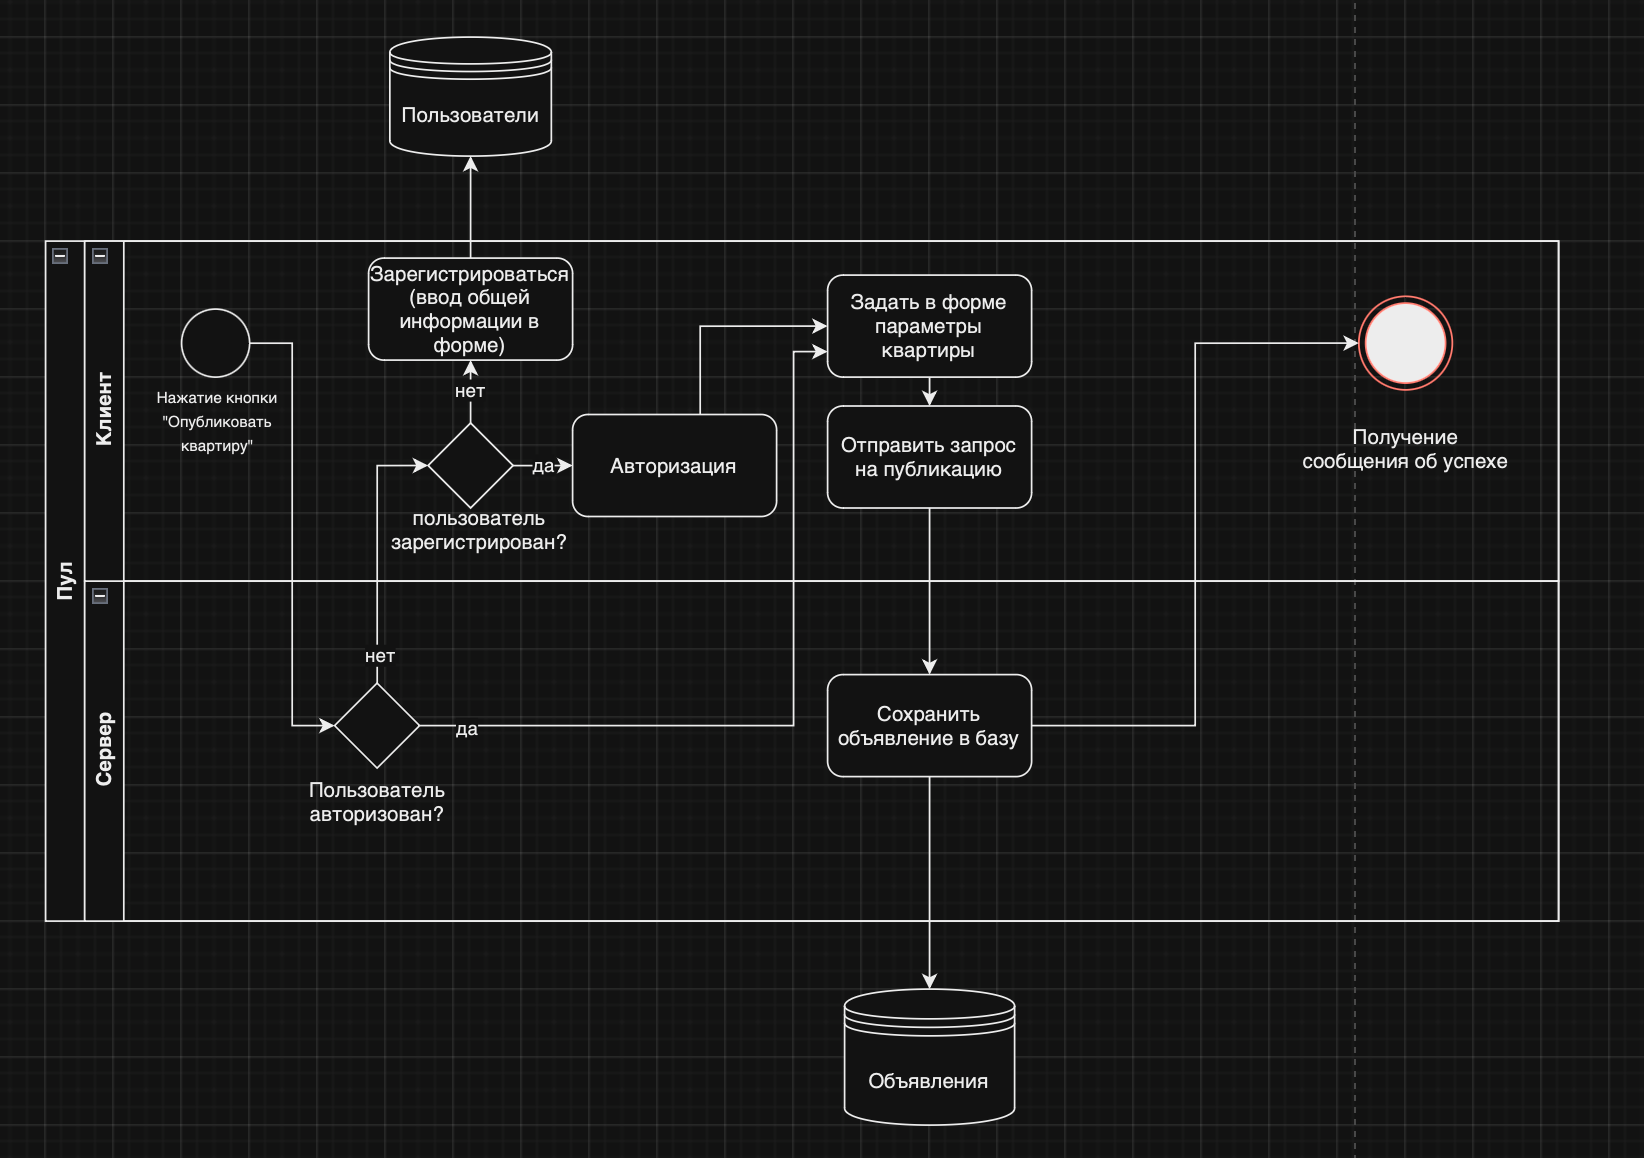 Пользователи
Пул
Клиент
Нажатие кнопки
"Опубликовать
квартиру"
Зарегистрироваться
(ввод общей
информации в
форме)
нет
пользователь
зарегистрирован?
да
Авторизация
Задать в форме
параметры
квартиры
Отправить запрос
на публикацию
Получение
сообщения об успехе
Сервер
нет
да
Пользователь
авторизован?
Сохранить
объявление в базу
Объявления